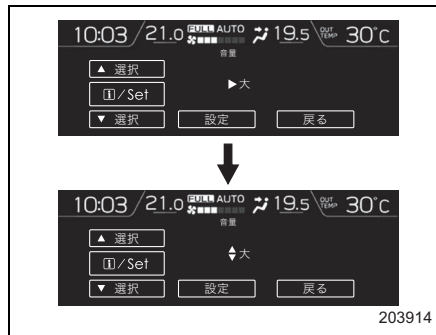 10:03 21.0 FULL AUTO 19.5 OUT TEMP 30°C
音量
▲ 選択
▶大
i/Set
▼ 選択 設定 戻る
10:03 21.0 FULL AUTO 19.5 OUT TEMP 30°C
音量
▲ 選択
大
i/Set
▼ 選択 設定 戻る
203914